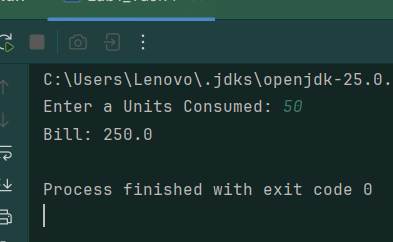 C:\Users\Lenovo\.jdks\openjdk-25.0.
Enter a Units Consumed: 50
Bill: 250.0
Process finished with exit code 0